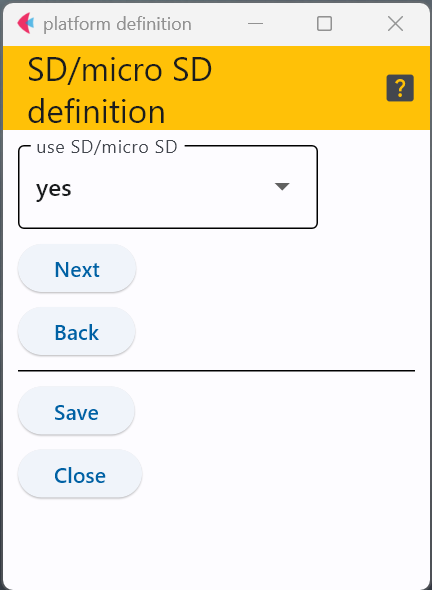 platform definition
SD/micro SD
definition
?
use SD/micro SD
yes
Next
Back
Save
Close